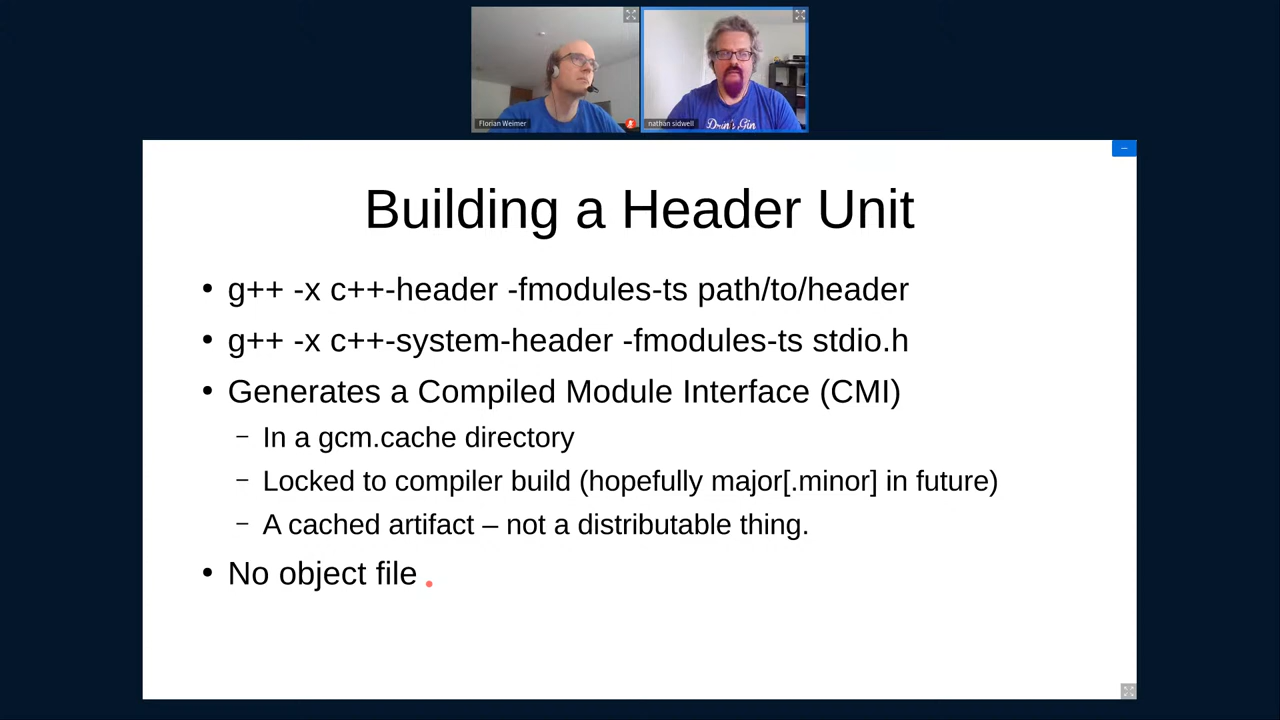 Florian Weimer
nathan sidwell
Drink Gin
Building a Header Unit
• g++ -x c++-header -fmodules-ts path/to/header
• g++ -x c++-system-header -fmodules-ts stdio.h
• Generates a Compiled Module Interface (CMI)
– In a gcm.cache directory
– Locked to compiler build (hopefully major[.minor] in future)
– A cached artifact – not a distributable thing.
• No object file